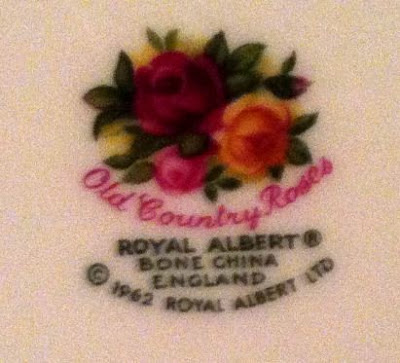 Old Country Roses
ROYAL ALBERT®
BONE CHINA
ENGLAND
© 1962 ROYAL ALBERT LTD